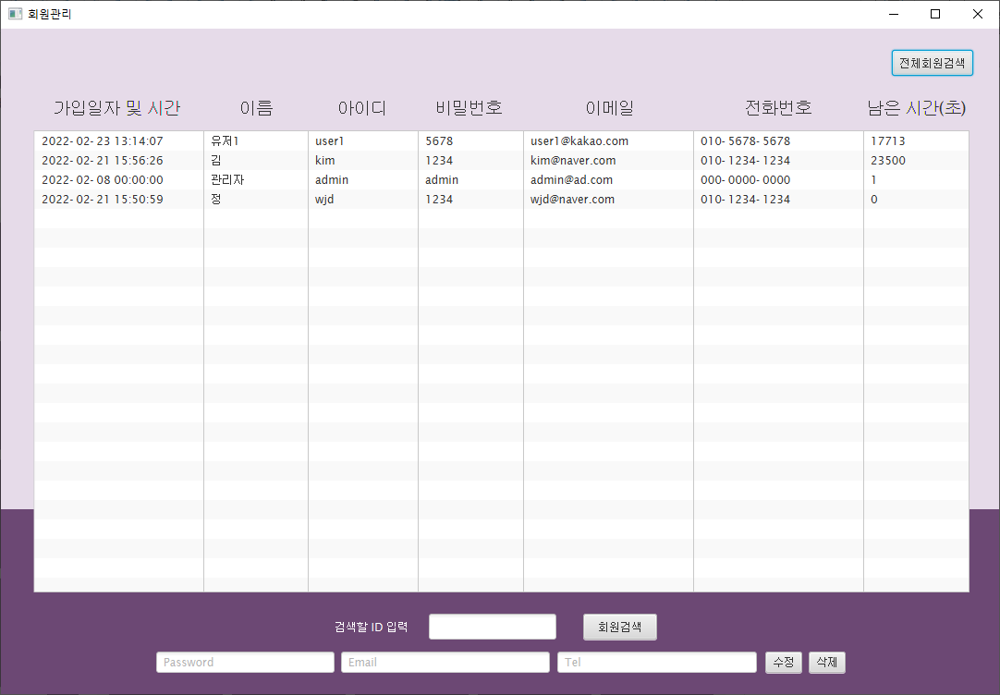 회원관리
전체회원검색
가입일자 및 시간 이름 아이디 비밀번호 이메일 전화번호 남은 시간(초)
2022-02-23 13:14:07 유저1 user1 5678 user1@kakao.com 010-5678-5678 17713
2022-02-21 15:56:26 김 kim 1234 kim@naver.com 010-1234-1234 23500
2022-02-08 00:00:00 관리자 admin admin admin@ad.com 000-0000-0000 1
2022-02-21 15:50:59 정 wjd 1234 wjd@naver.com 010-1234-1234 0
검색할 ID 입력 회원검색
Password Email Tel 수정 삭제